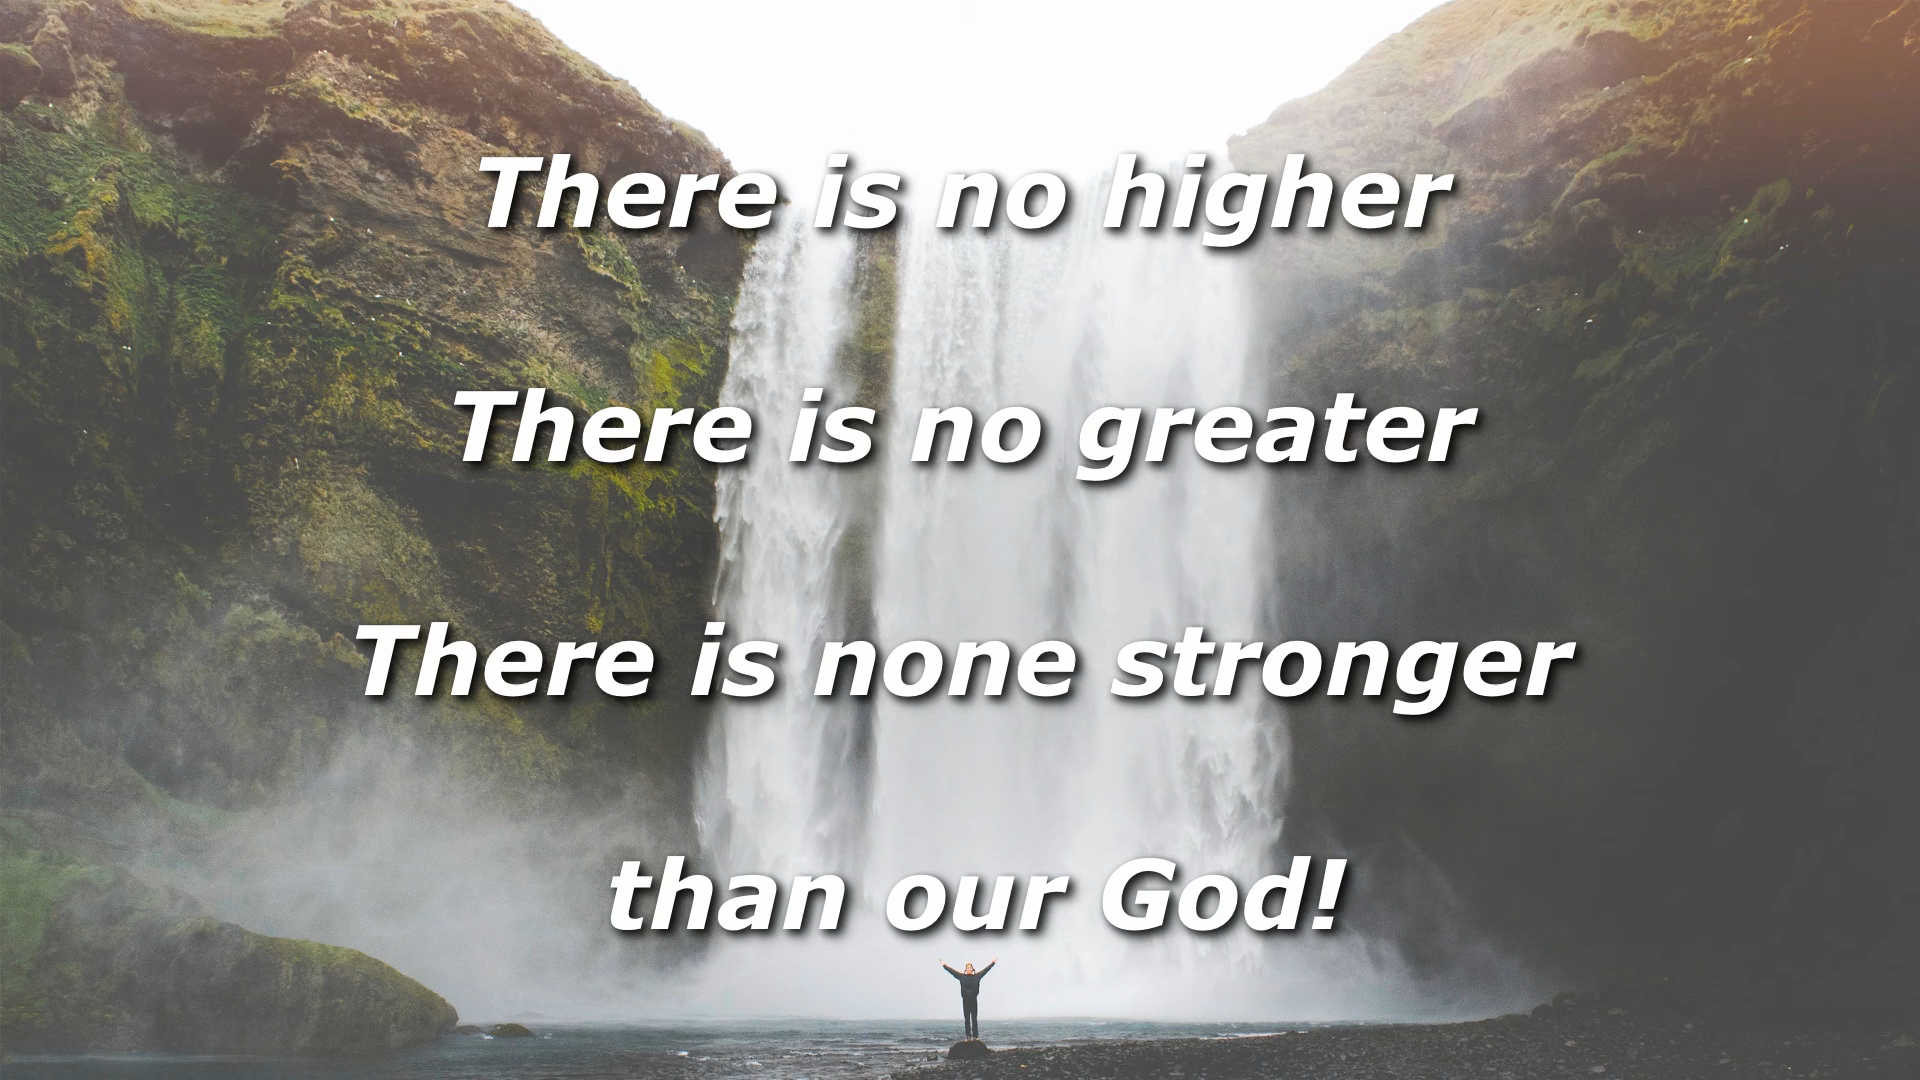 There is no higher
There is no greater
There is none stronger
than our God!